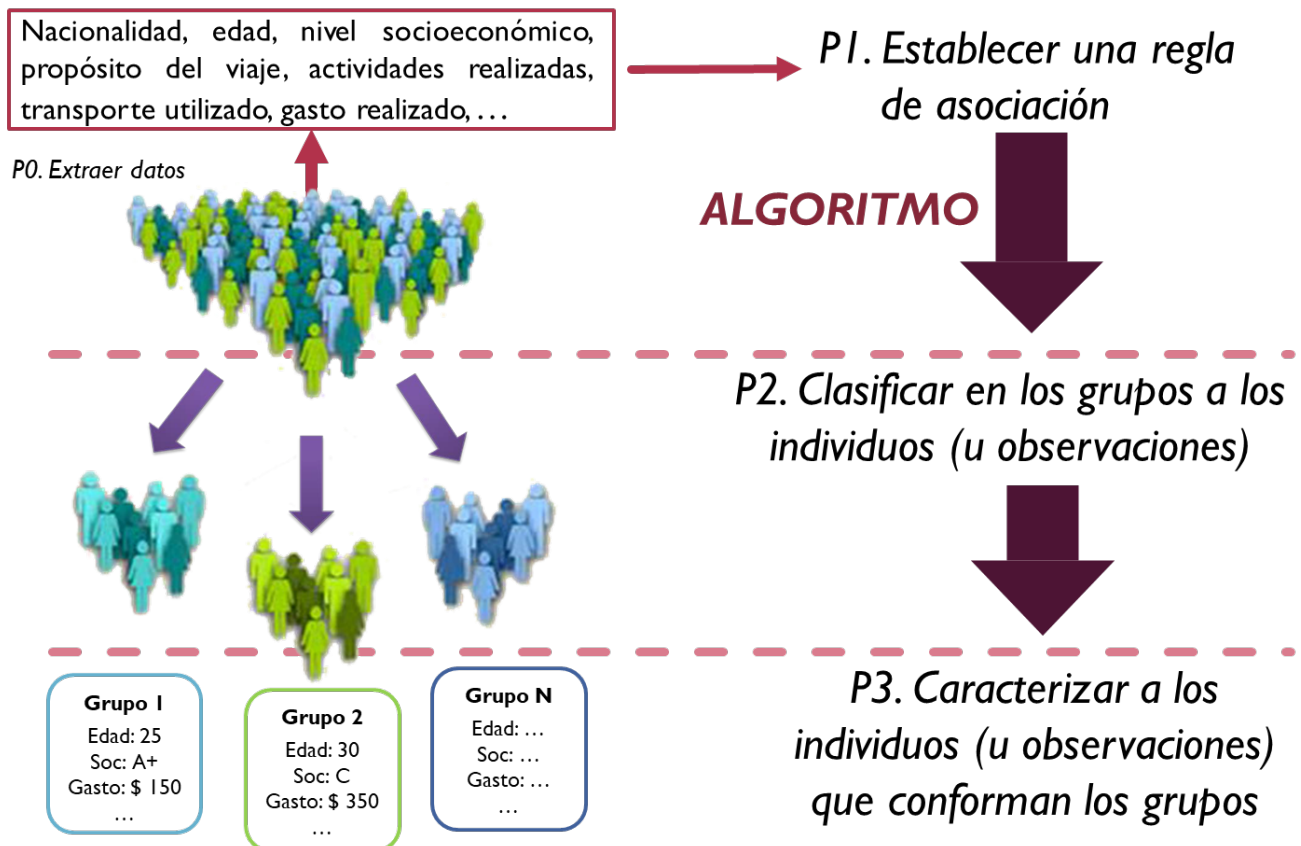 Nacionalidad, edad, nivel socioeconómico,
propósito del viaje, actividades realizadas,
transporte utilizado, gasto realizado, …
P1. Establecer una regla
de asociación
P0. Extraer datos
ALGORITMO
P2. Clasificar en los grupos a los
individuos (u observaciones)
Grupo 1
Edad: 25
Soc: A+
Gasto: $ 150
…
Grupo 2
Edad: 30
Soc: C
Gasto: $ 350
…
Grupo N
Edad: …
Soc: …
Gasto: …
…
P3. Caracterizar a los
individuos (u observaciones)
que conforman los grupos